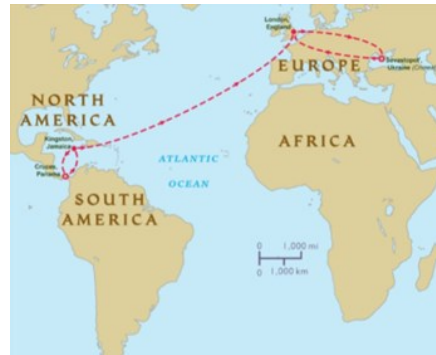 London,
England
Sevastopol,
Ukraine (Crimea)
EUROPE
NORTH
AMERICA
Kingston,
Jamaica
AFRICA
Cruces,
Panama
ATLANTIC
OCEAN
SOUTH
AMERICA
0 1,000 mi
0 1,000 km